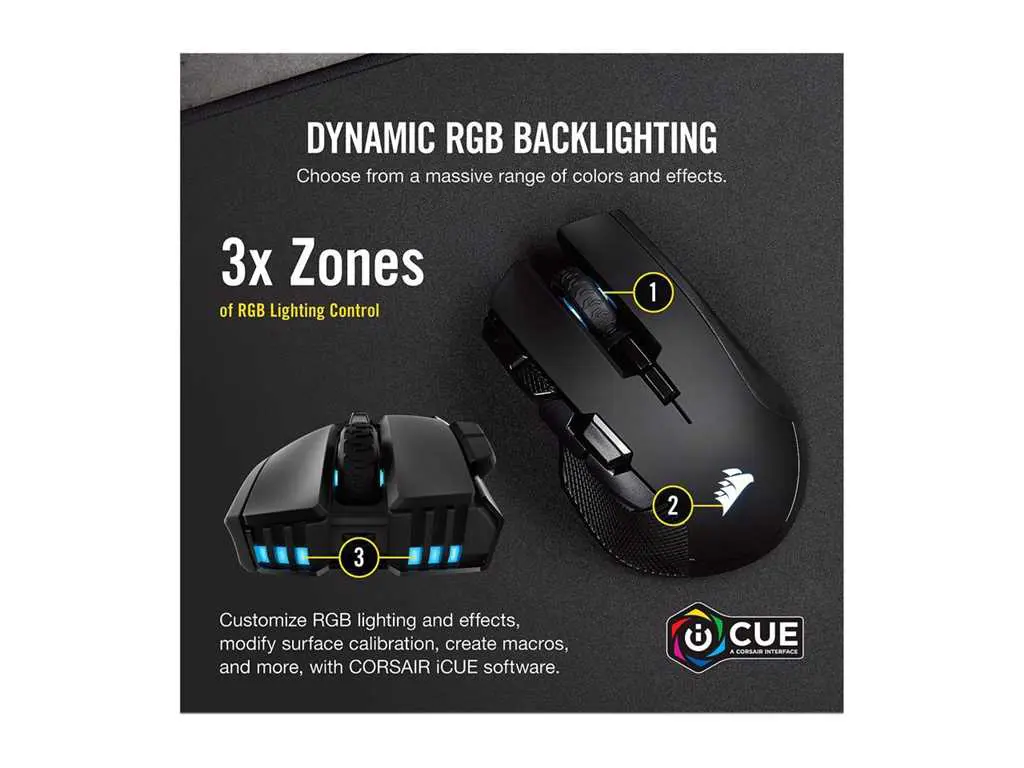 DYNAMIC RGB BACKLIGHTING
Choose from a massive range of colors and effects.
3x Zones
of RGB Lighting Control
1
2
3
Customize RGB lighting and effects,
modify surface calibration, create macros,
and more, with CORSAIR iCUE software.
i CUE
A CORSAIR INTERFACE